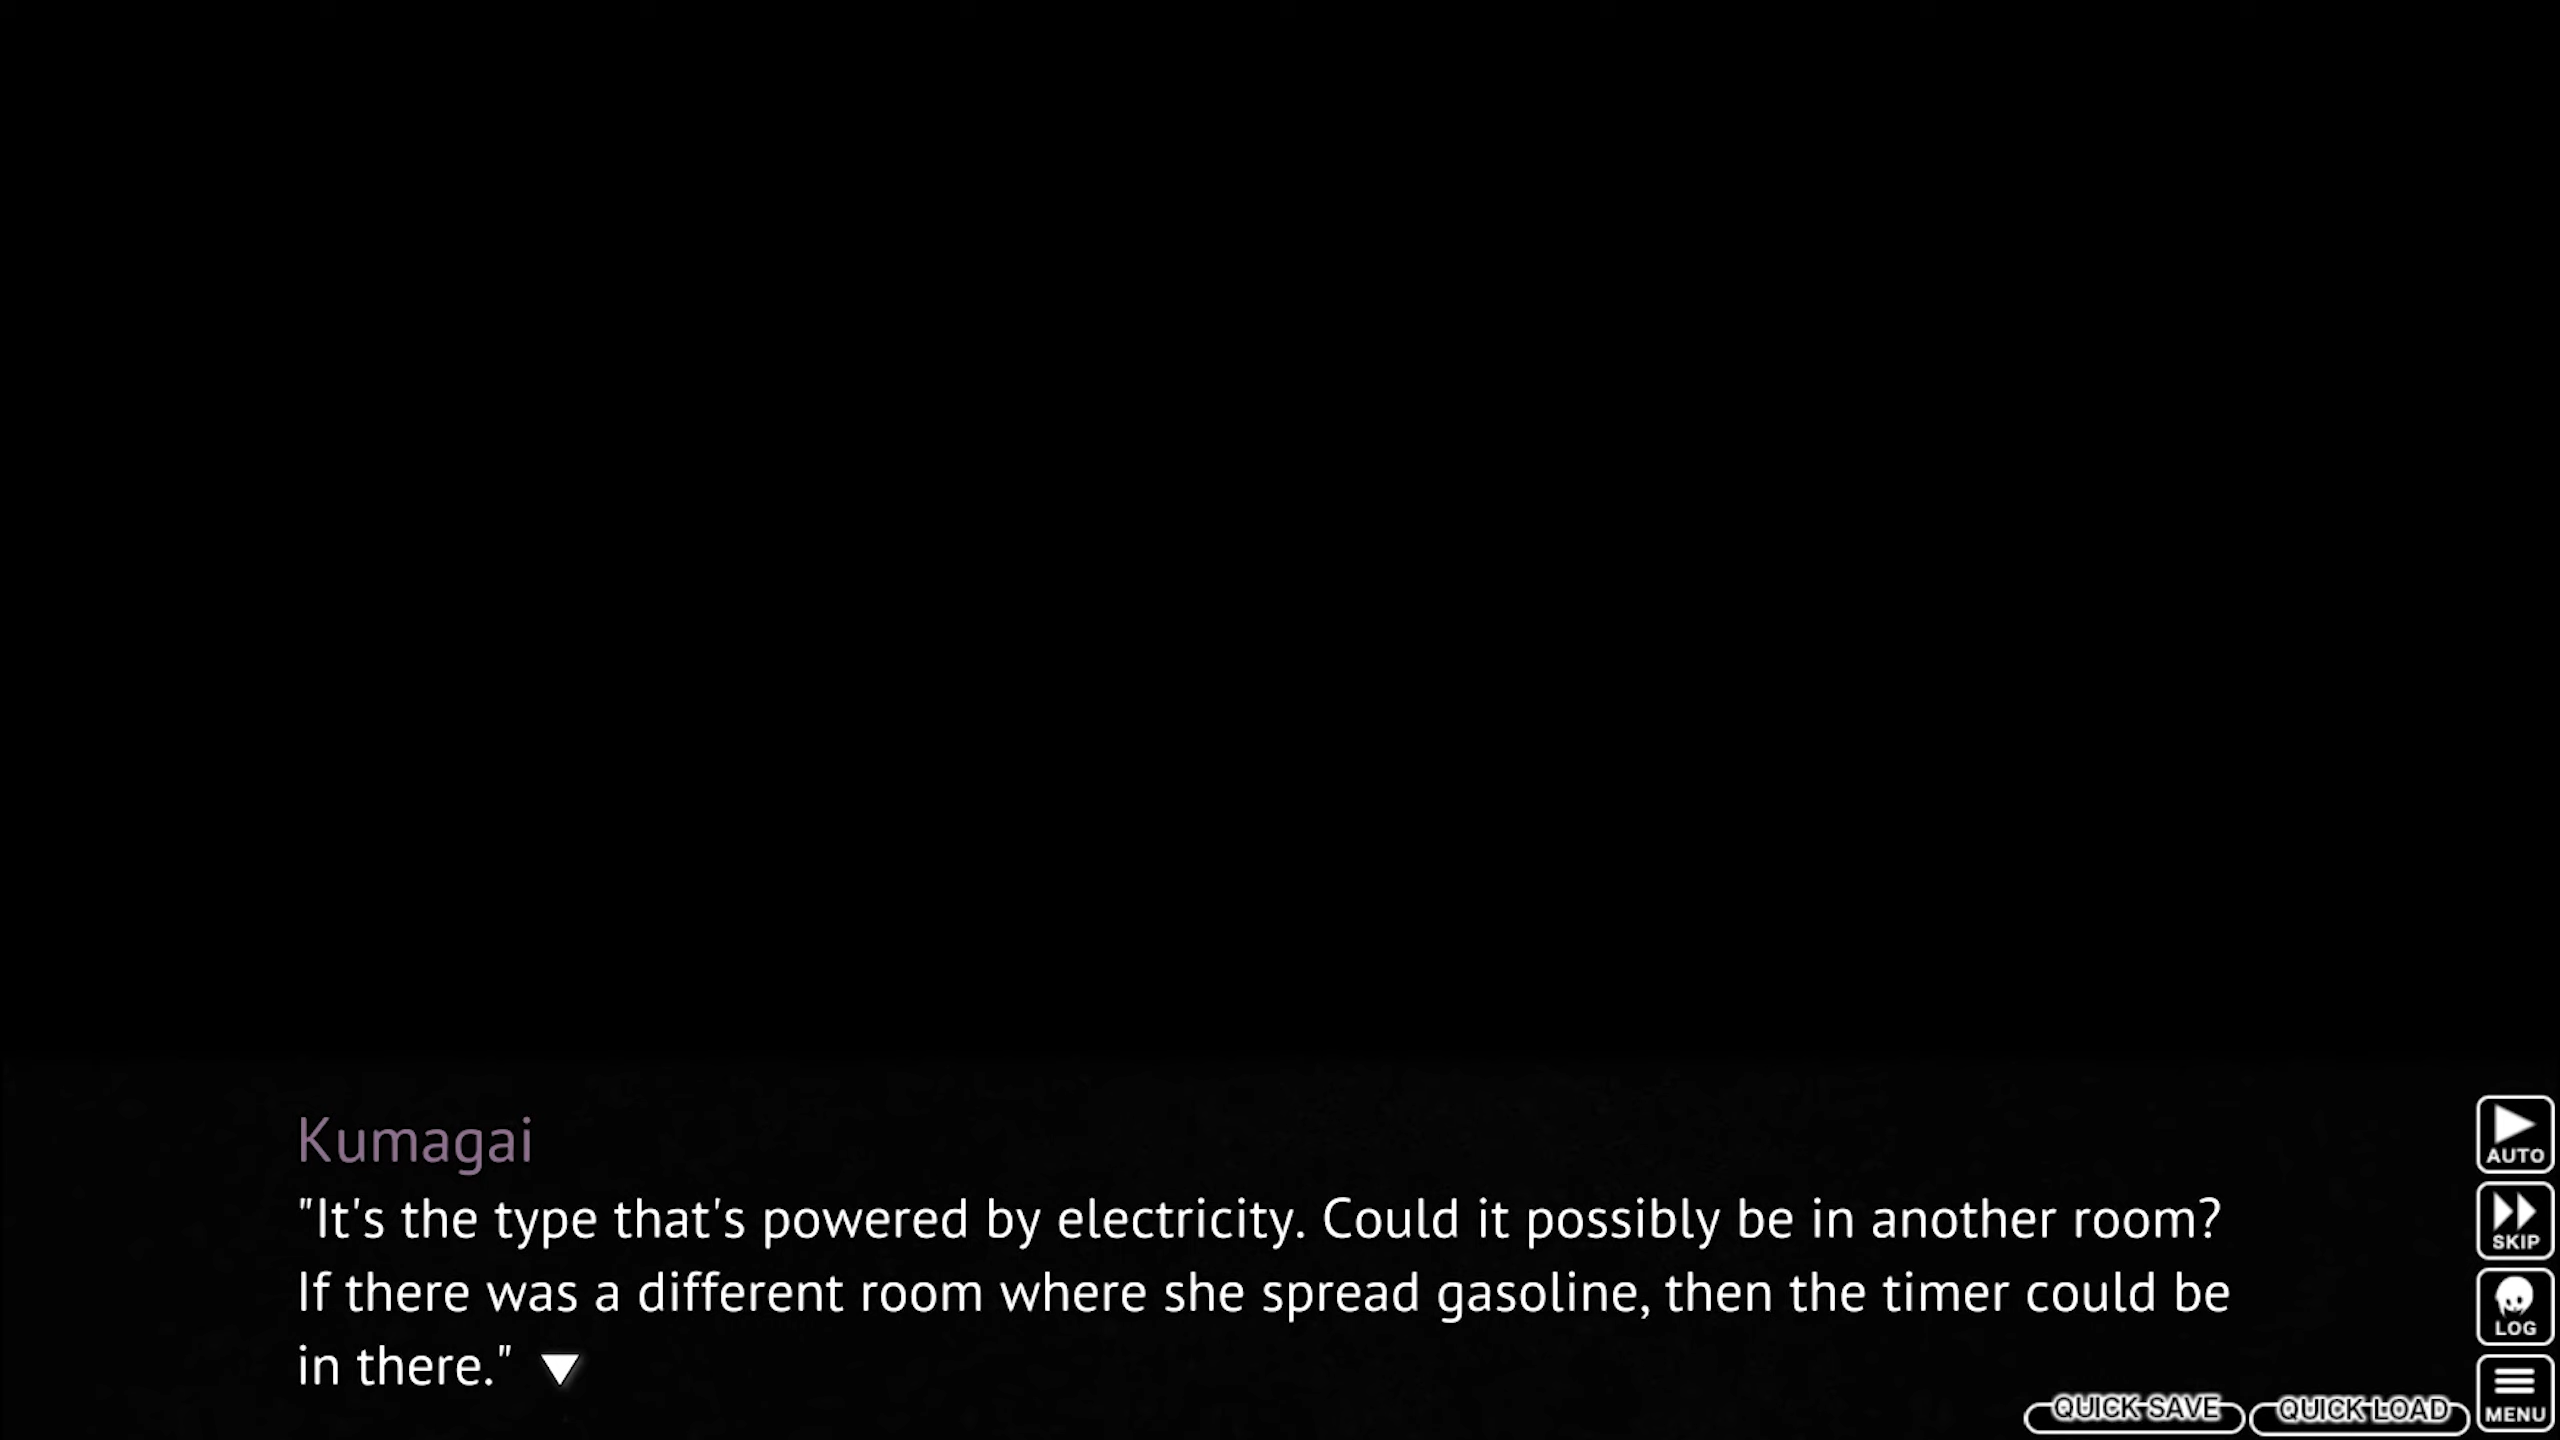 Kumagai
"It's the type that's powered by electricity. Could it possibly be in another room?
If there was a different room where she spread gasoline, then the timer could be
in there."
AUTO
SKIP
LOG
MENU
QUICK SAVE
QUICK LOAD